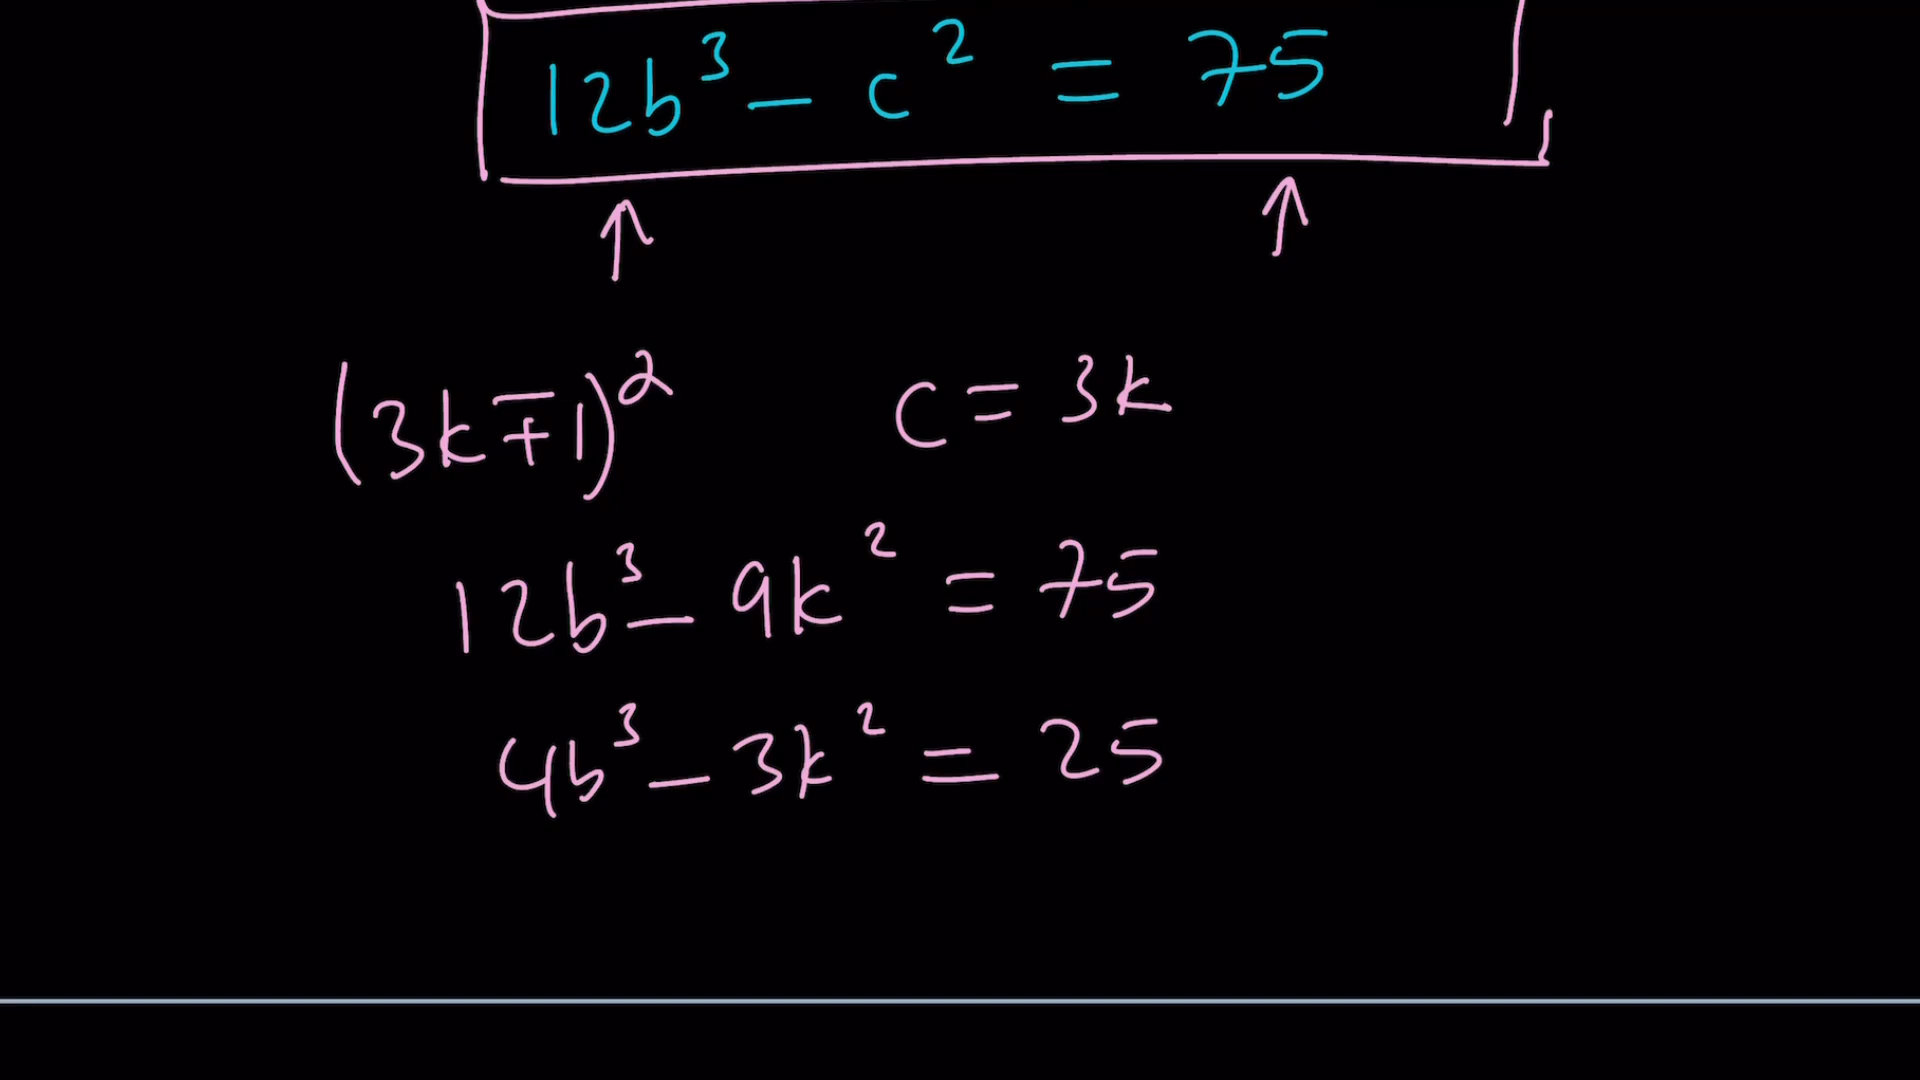 12b³ - c² = 75
(3k∓1)² c = 3k
12b³ - 9k² = 75
4b³ - 3k² = 25